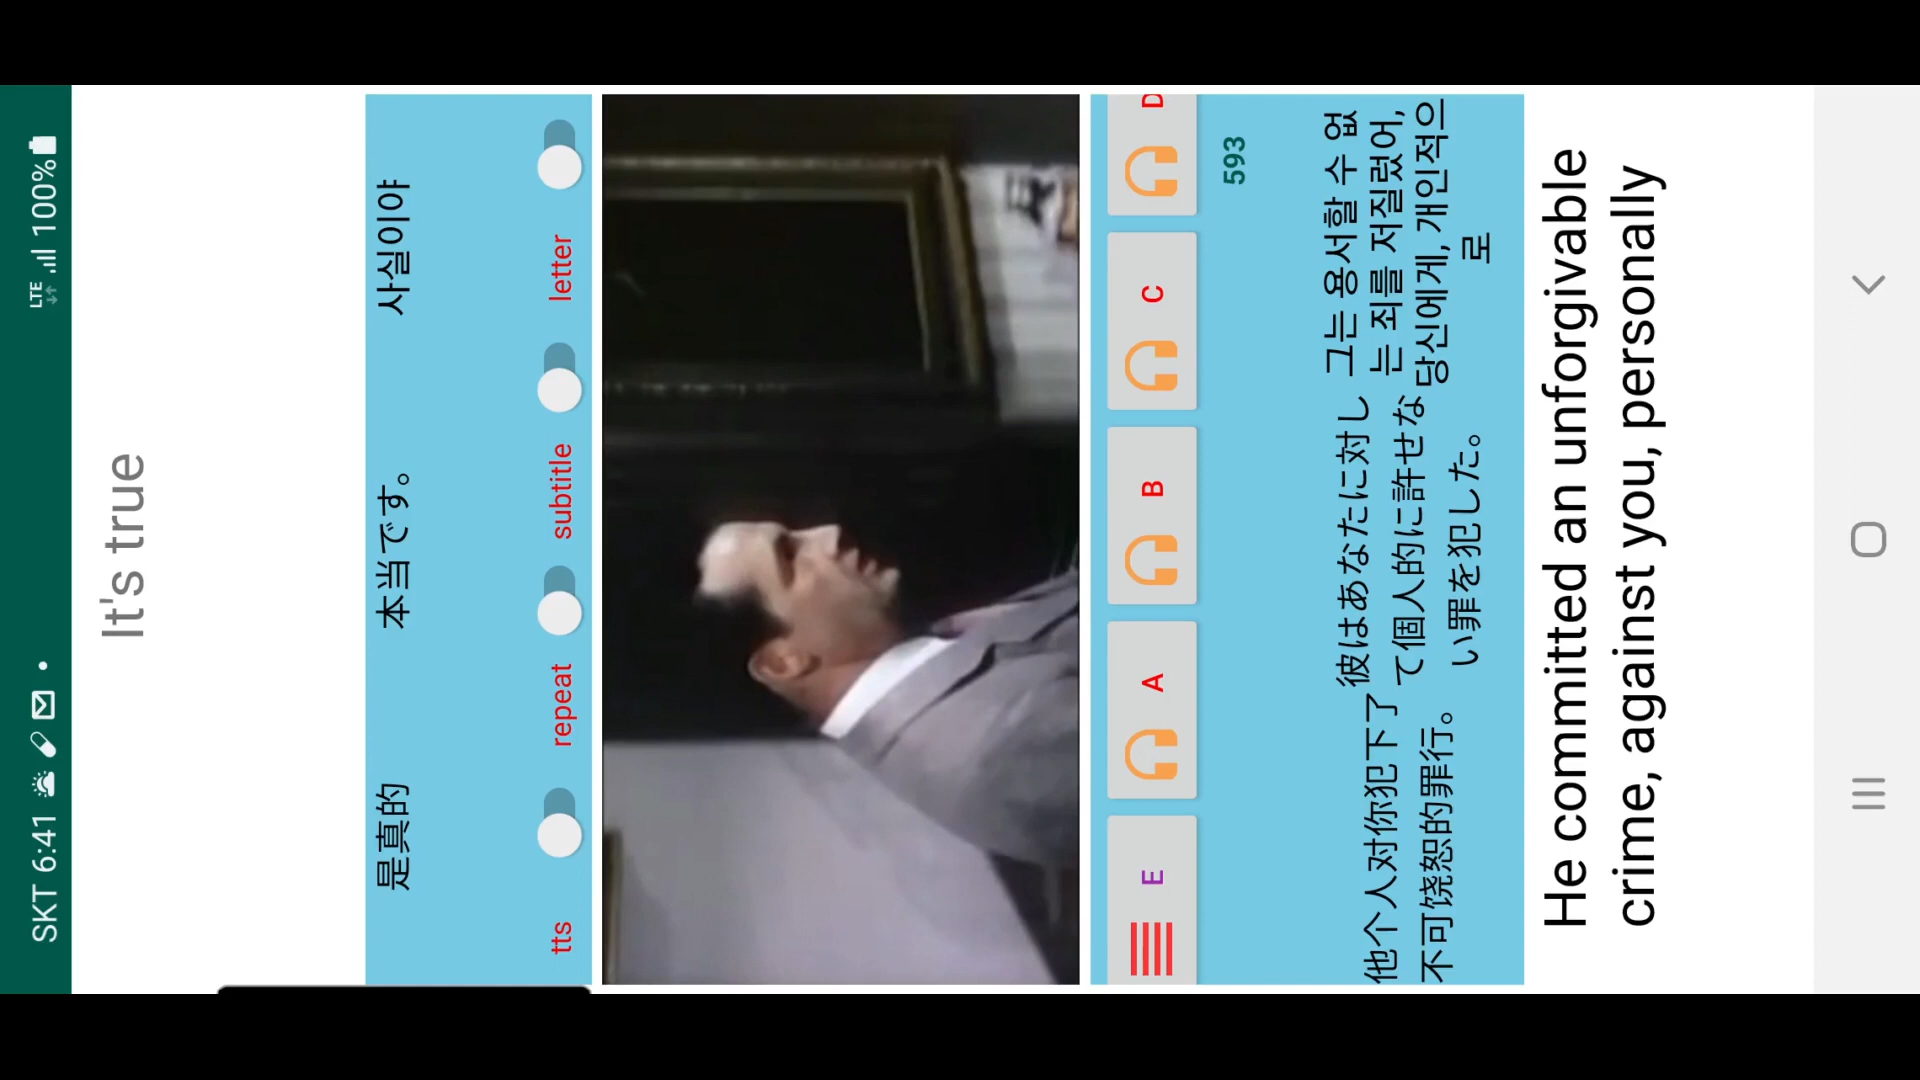 SKT 6:41
LTE 100%
It's true
是真的
本当です。
사실이야
tts
repeat
subtitle
letter
E
A
B
C
D
593
他个人对你犯下了
不可饶恕的罪行。
彼はあなたに対し
て個人的に許せな
い罪を犯した。
그는 용서할 수 없
는 죄를 저질렀어,
당신에게, 개인적으
로
He committed an unforgivable
crime, against you, personally